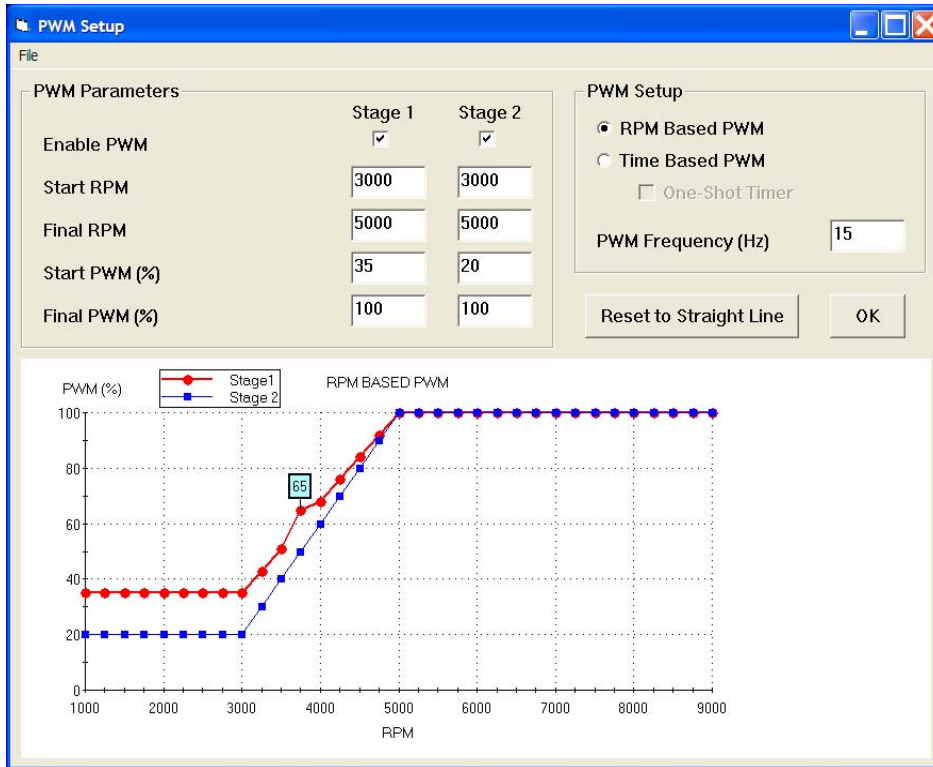 PWM Setup
File
PWM Parameters
Stage 1 Stage 2
Enable PWM
Start RPM 3000 3000
Final RPM 5000 5000
Start PWM (%) 35 20
Final PWM (%) 100 100
PWM Setup
RPM Based PWM
Time Based PWM
One-Shot Timer
PWM Frequency (Hz) 15
Reset to Straight Line OK
PWM (%) Stage1 RPM BASED PWM
Stage 2
100
80
65
60
40
20
0
1000 2000 3000 4000 5000 6000 7000 8000 9000
RPM